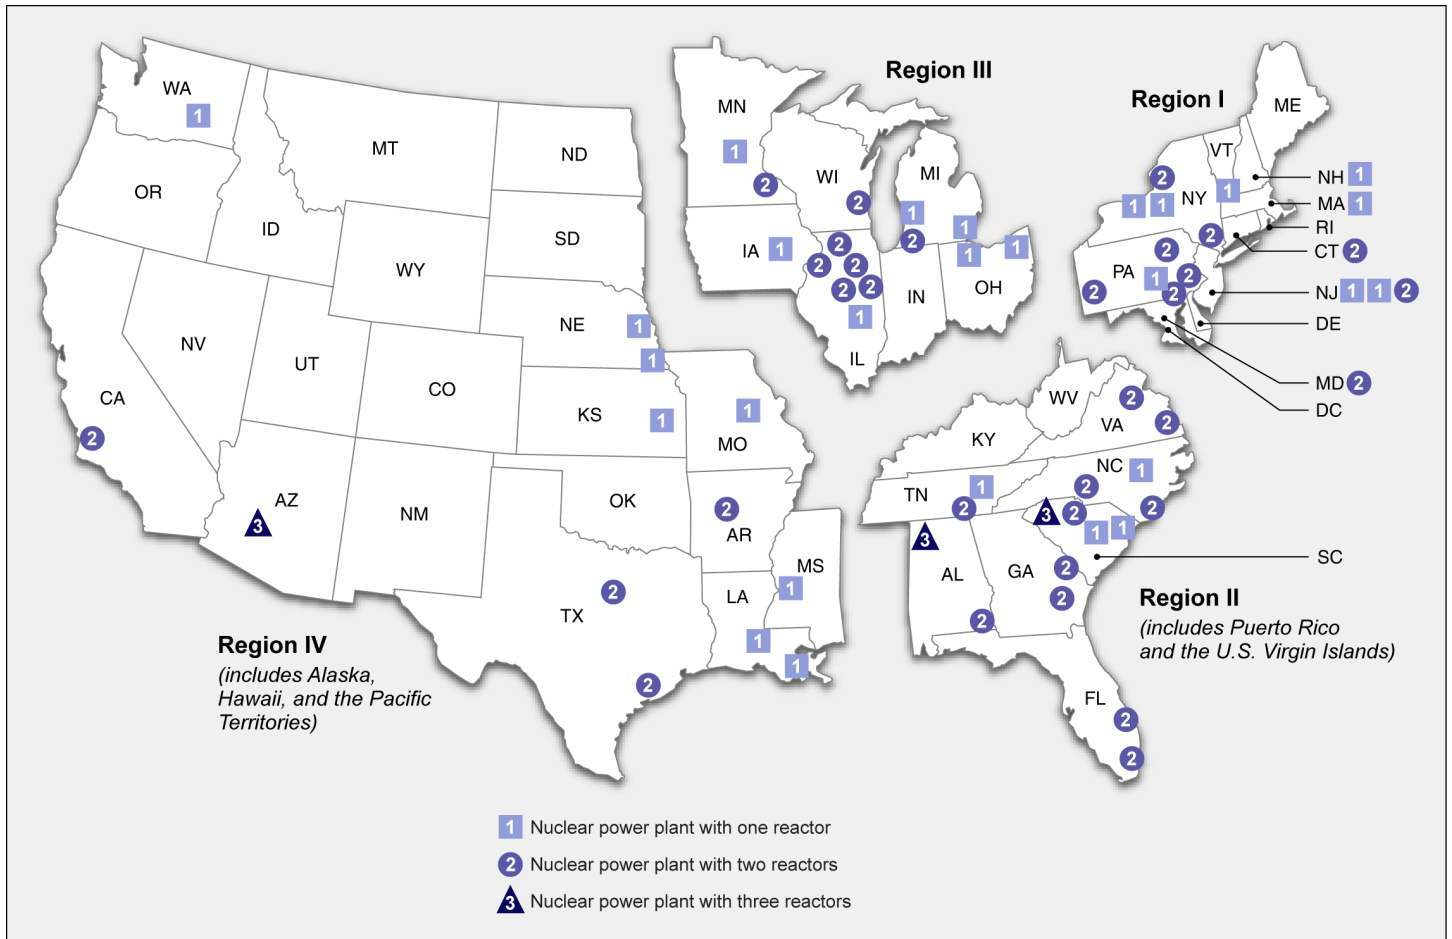 Region III
Region I
Region IV
(includes Alaska,
Hawaii, and the Pacific
Territories)
WA
1
OR
ID
MT
ND
SD
WY
NE
1
1
NV
UT
CO
KS
1
CA
2
AZ
3
NM
OK
TX
2
2
MO
1
AR
2
LA
1
1
MS
1
MN
1
2
WI
2
MI
1
1
2
IA
1
IL
2
2
2
2
2
1
IN
OH
1
1
ME
VT
NY
2
1
1
1
2
PA
2
1
2
2
2
NH 1
MA 1
RI
CT 2
NJ 1 1 2
DE
MD 2
DC
WV
VA
2
2
KY
NC
1
2
2
TN
1
2
3
2
1
1
SC
AL
3
2
GA
2
2
FL
2
2
Region II
(includes Puerto Rico
and the U.S. Virgin Islands)
1 Nuclear power plant with one reactor
2 Nuclear power plant with two reactors
3 Nuclear power plant with three reactors